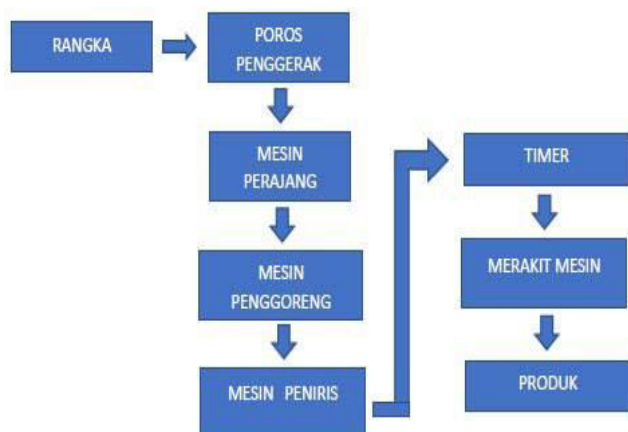 RANGKA
POROS
PENGGERAK
MESIN
PERAJANG
MESIN
PENGGORENG
MESIN PENIRIS
TIMER
MERAKIT MESIN
PRODUK